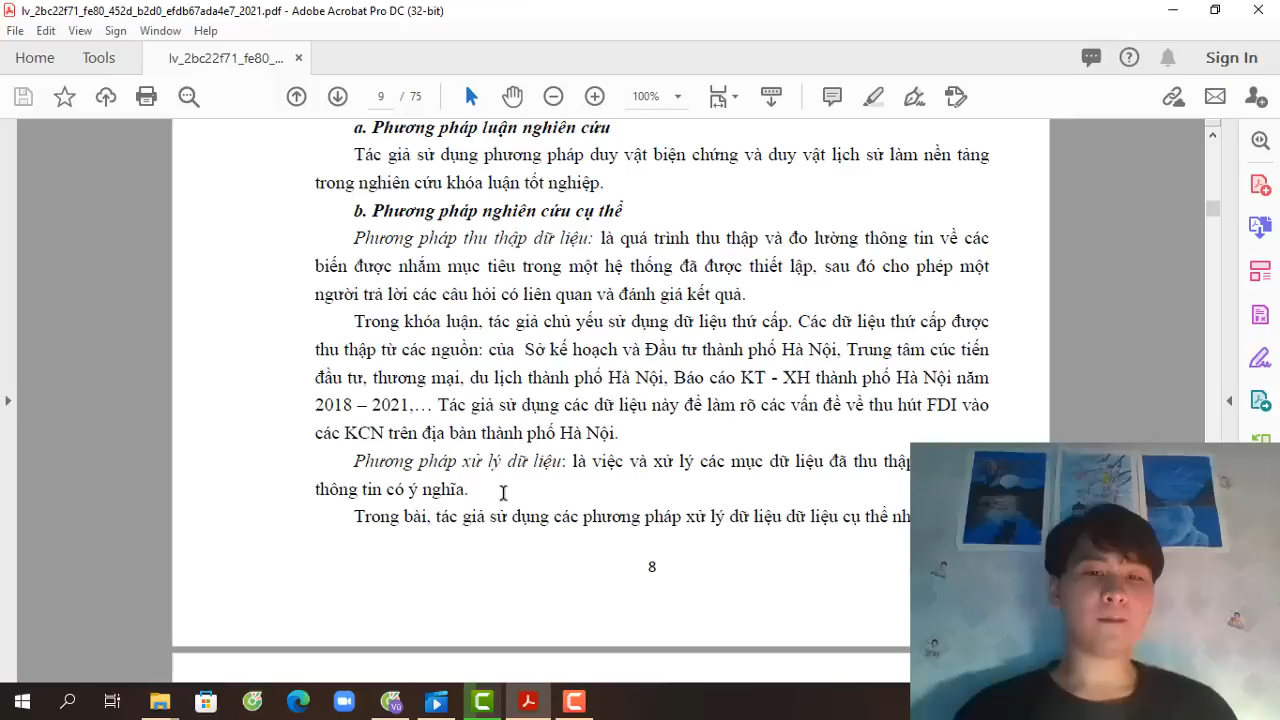 lv_2bc22f71_fe80_452d_b2d0_efdb67ada4e7_2021.pdf - Adobe Acrobat Pro DC (32-bit)
File Edit View Sign Window Help
Home Tools lv_2bc22f71_fe80_... × Sign In
9 / 75 100%
a. Phương pháp luận nghiên cứu
Tác giả sử dụng phương pháp duy vật biện chứng và duy vật lịch sử làm nền tảng
trong nghiên cứu khóa luận tốt nghiệp.
b. Phương pháp nghiên cứu cụ thể
Phương pháp thu thập dữ liệu: là quá trình thu thập và đo lường thông tin về các
biến được nhắm mục tiêu trong một hệ thống đã được thiết lập, sau đó cho phép một
người trả lời các câu hỏi có liên quan và đánh giá kết quả.
Trong khóa luận, tác giả chủ yếu sử dụng dữ liệu thứ cấp. Các dữ liệu thứ cấp được
thu thập từ các nguồn: của Sở kế hoạch và Đầu tư thành phố Hà Nội, Trung tâm cúc tiến
đầu tư, thương mại, du lịch thành phố Hà Nội, Báo cáo KT - XH thành phố Hà Nội năm
2018 – 2021,… Tác giả sử dụng các dữ liệu này để làm rõ các vấn đề về thu hút FDI vào
các KCN trên địa bàn thành phố Hà Nội.
Phương pháp xử lý dữ liệu: là việc và xử lý các mục dữ liệu đã thu thập
thông tin có ý nghĩa.
Trong bài, tác giả sử dụng các phương pháp xử lý dữ liệu dữ liệu cụ thể nh
8